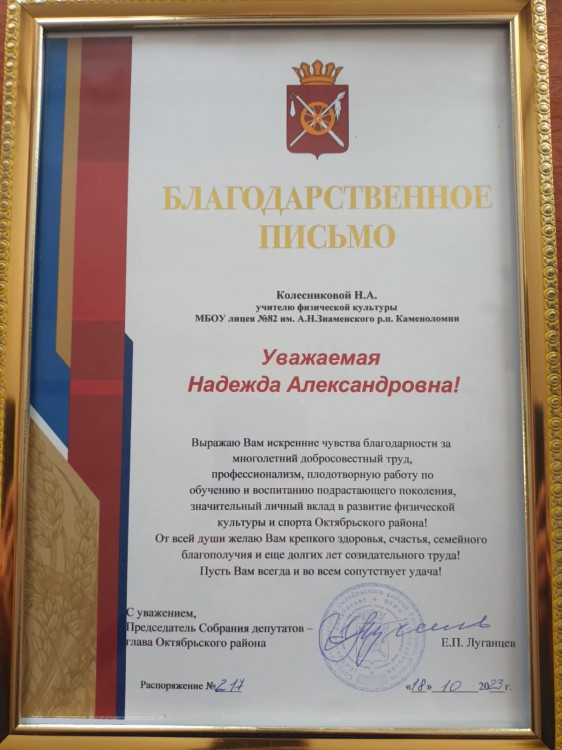 БЛАГОДАРСТВЕННОЕ
ПИСЬМО
Колесниковой Н.А.
учителю физической культуры
МБОУ лицея №82 им. А.Н.Знаменского р.п. Каменоломни
Уважаемая
Надежда Александровна!
Выражаю Вам искренние чувства благодарности за
многолетний добросовестный труд,
профессионализм, плодотворную работу по
обучению и воспитанию подрастающего поколения,
значительный личный вклад в развитие физической
культуры и спорта Октябрьского района!
От всей души желаю Вам крепкого здоровья, счастья, семейного
благополучия и еще долгих лет созидательного труда!
Пусть Вам всегда и во всем сопутствует удача!
С уважением,
Председатель Собрания депутатов –
глава Октябрьского района Е.П. Луганцев
Распоряжение № 217 «18» 10 2023 г.